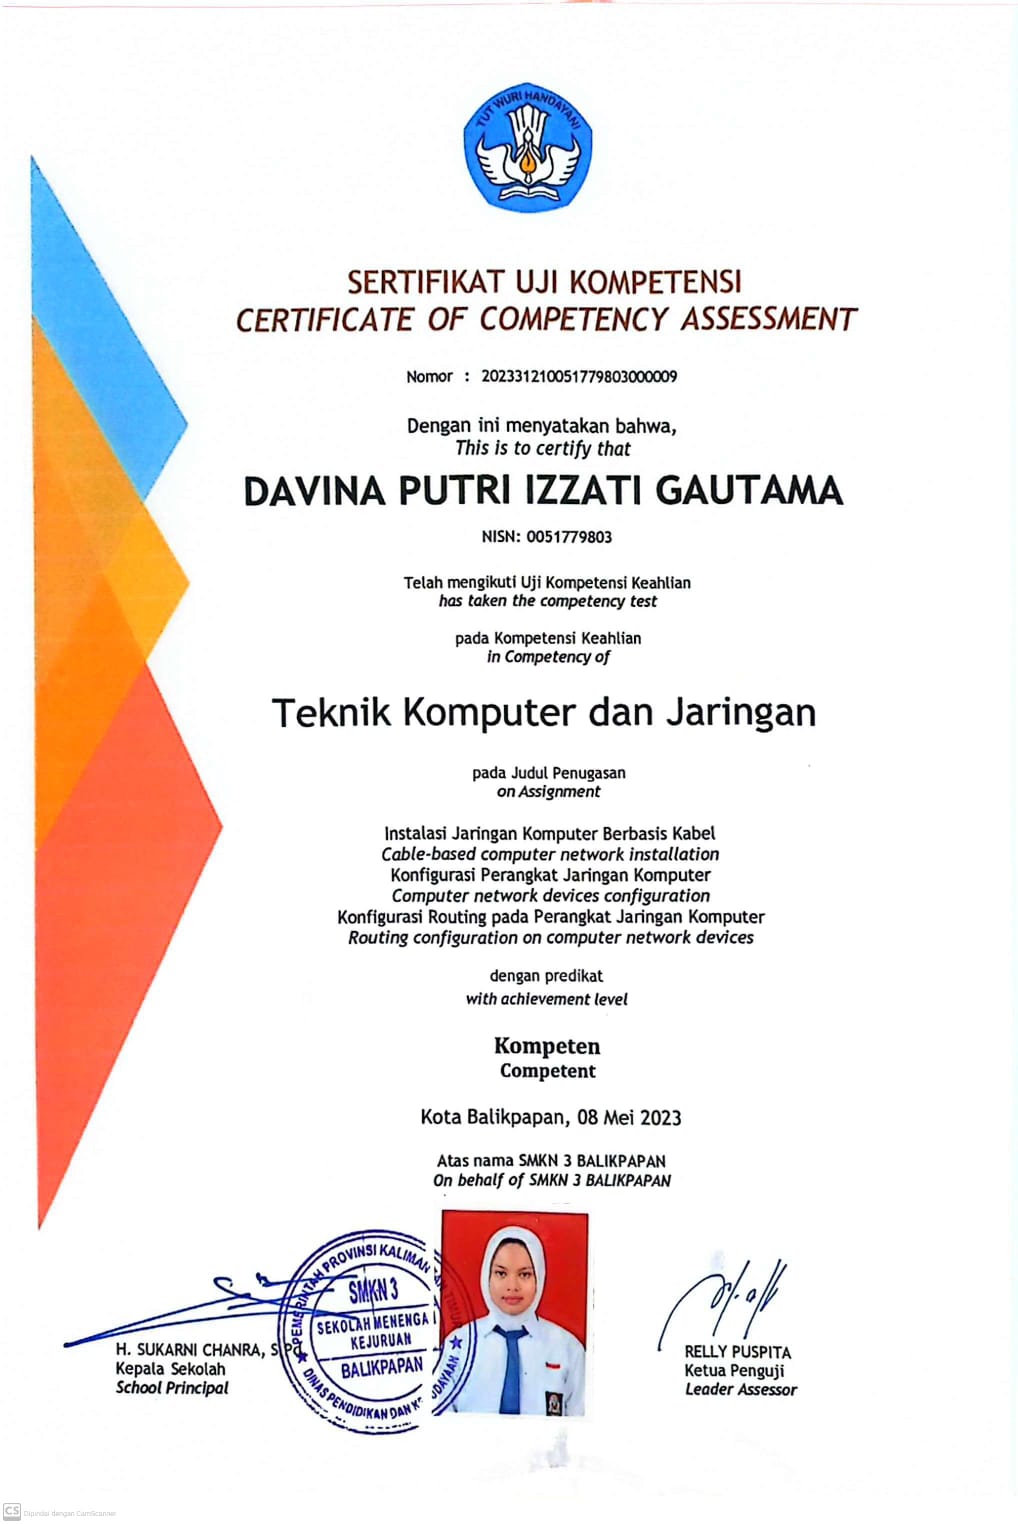 TUT WURI HANDAYANI
SERTIFIKAT UJI KOMPETENSI
CERTIFICATE OF COMPETENCY ASSESSMENT
Nomor : 202331210051779803000009
Dengan ini menyatakan bahwa,
This is to certify that
DAVINA PUTRI IZZATI GAUTAMA
NISN: 0051779803
Telah mengikuti Uji Kompetensi Keahlian
has taken the competency test
pada Kompetensi Keahlian
in Competency of
Teknik Komputer dan Jaringan
pada Judul Penugasan
on Assignment
Instalasi Jaringan Komputer Berbasis Kabel
Cable-based computer network installation
Konfigurasi Perangkat Jaringan Komputer
Computer network devices configuration
Konfigurasi Routing pada Perangkat Jaringan Komputer
Routing configuration on computer network devices
dengan predikat
with achievement level
Kompeten
Competent
Kota Balikpapan, 08 Mei 2023
Atas nama SMKN 3 BALIKPAPAN
On behalf of SMKN 3 BALIKPAPAN
PEMERINTAH PROVINSI KALIMANTAN TIMUR
SMKN 3
SEKOLAH MENENGA
KEJURUAN
BALIKPAPAN
DINAS PENDIDIKAN DAN
H. SUKARNI CHANRA, S.Pd
Kepala Sekolah
School Principal
RELLY PUSPITA
Ketua Penguji
Leader Assessor
CS Dipindai dengan CamScanner